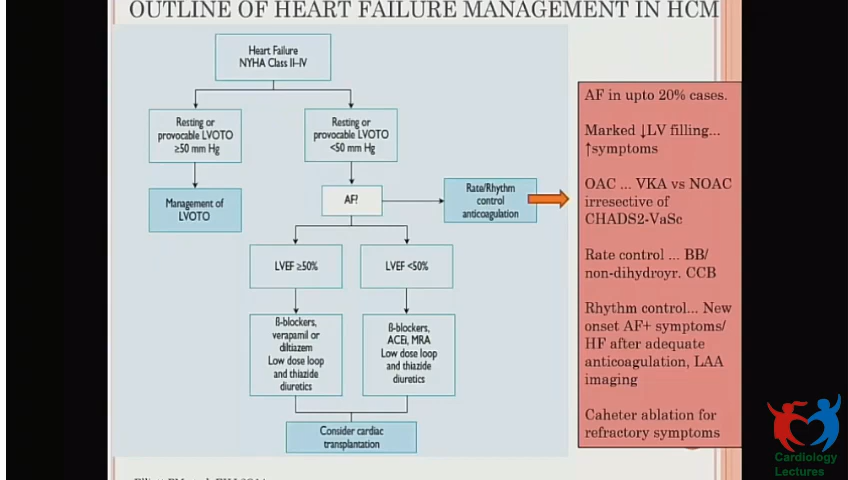 OUTLINE OF HEART FAILURE MANAGEMENT IN HCM
Heart Failure
NYHA Class II–IV
Resting or
provocable LVOTO
≥50 mm Hg
Resting or
provocable LVOTO
<50 mm Hg
Management of
LVOTO
AF?
Rate/Rhythm
control
anticoagulation
LVEF ≥50%
LVEF <50%
ß-blockers,
verapamil or
diltiazem
Low dose loop
and thiazide
diuretics
ß-blockers,
ACEi, MRA
Low dose loop
and thiazide
diuretics
Consider cardiac
transplantation
AF in upto 20% cases.
Marked ↓LV filling...
↑symptoms
OAC ... VKA vs NOAC
irresective of
CHADS2-VaSc
Rate control ... BB/
non-dihydroyr. CCB
Rhythm control... New
onset AF+ symptoms/
HF after adequate
anticoagulation, LAA
imaging
Caheter ablation for
refractory symptoms
Cardiology
Lectures